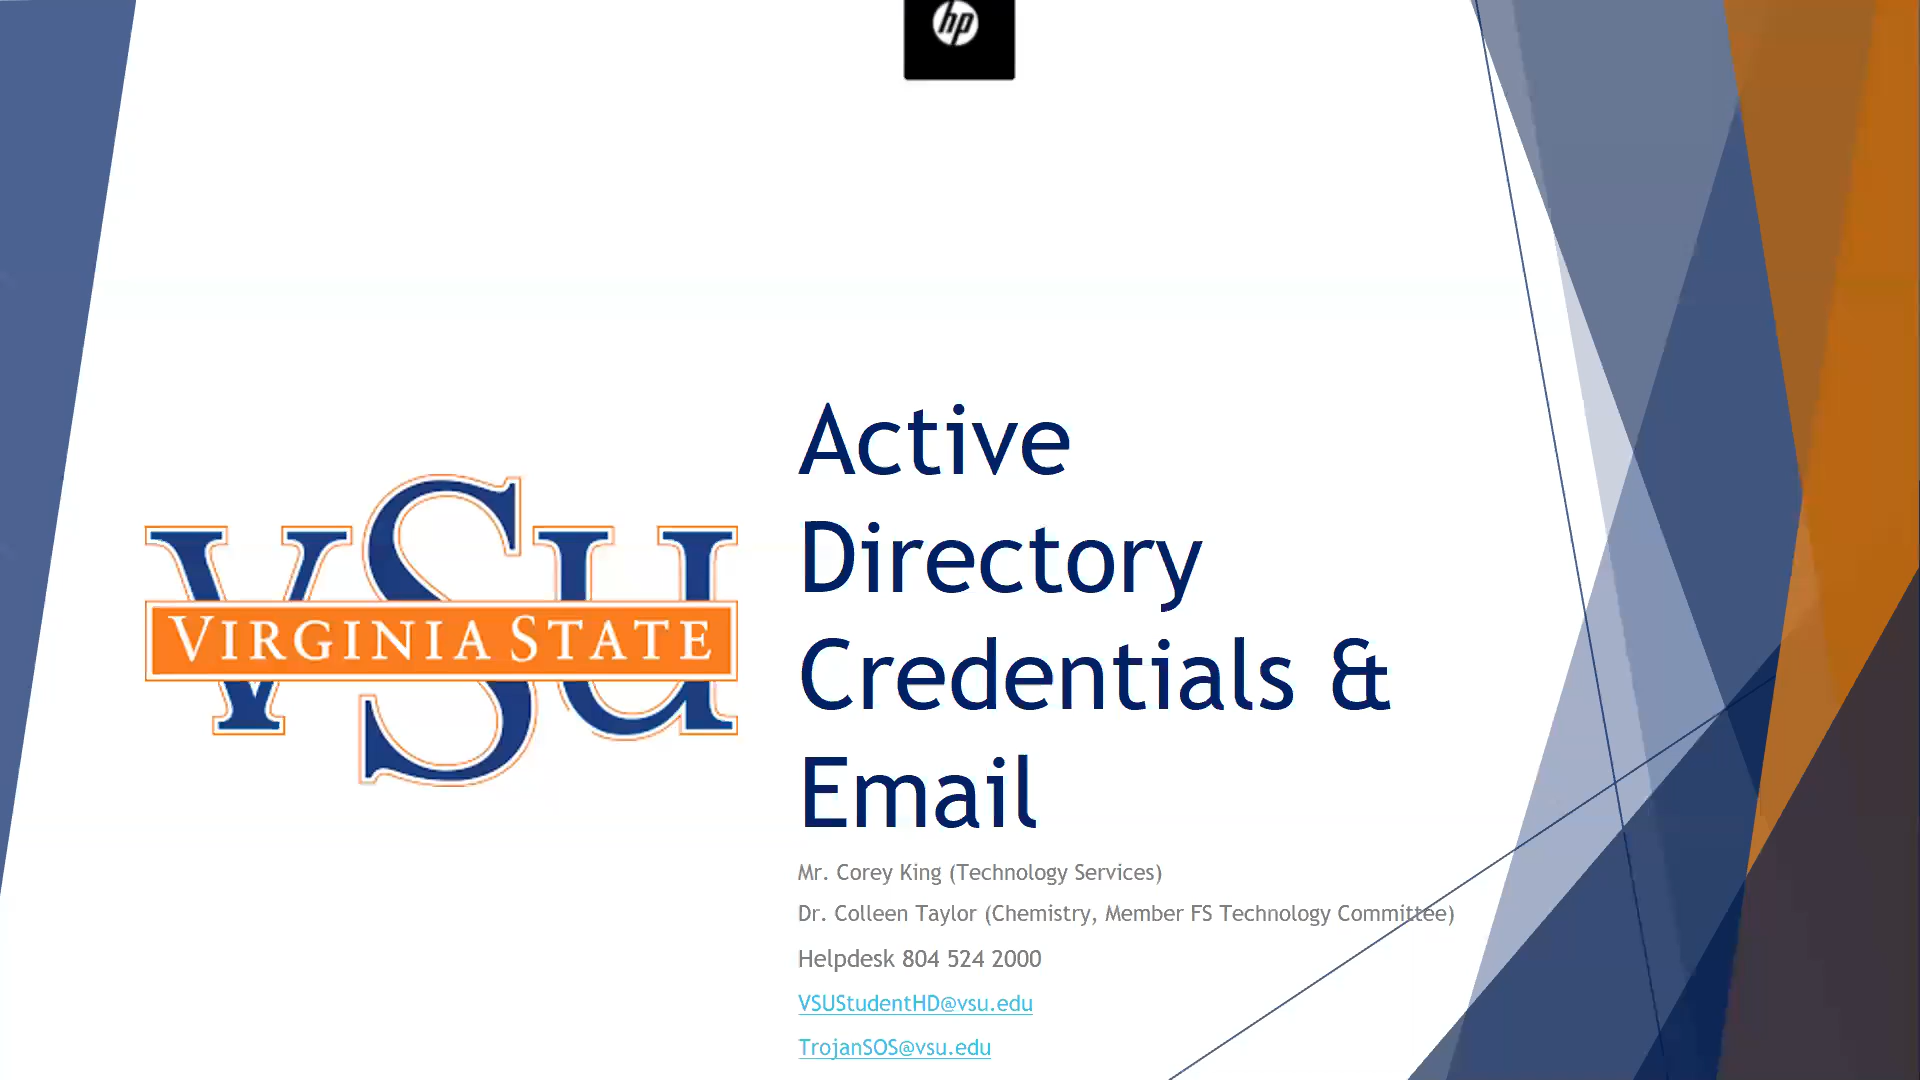 hp
Active
Directory
Credentials &
Email
VSU
VIRGINIA STATE
Mr. Corey King (Technology Services)
Dr. Colleen Taylor (Chemistry, Member FS Technology Committee)
Helpdesk 804 524 2000
VSUStudentHD@vsu.edu
TrojanSOS@vsu.edu